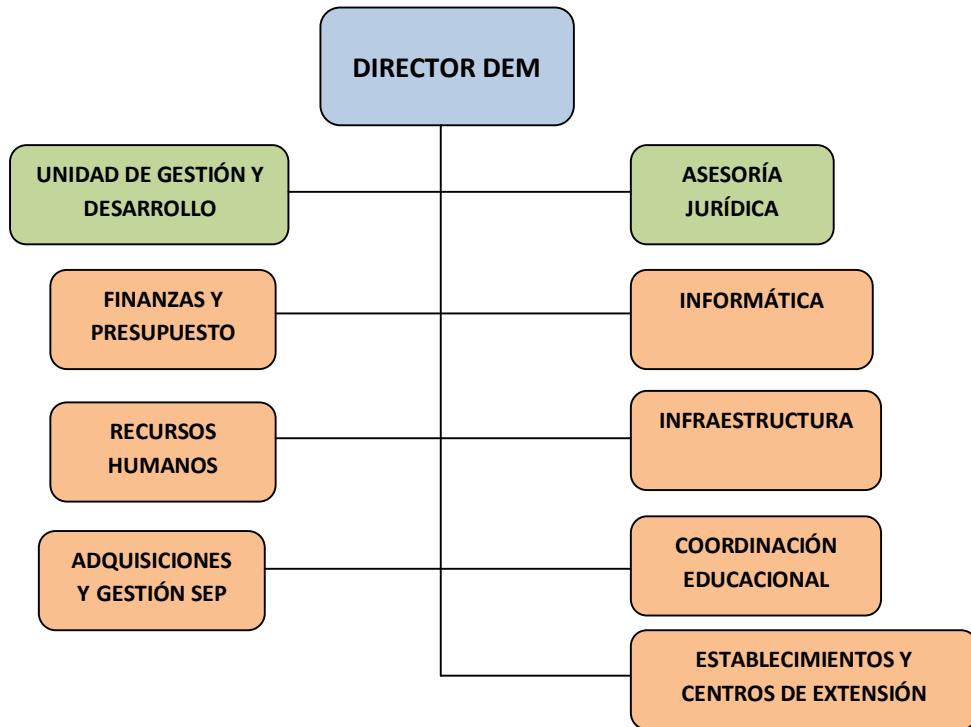 DIRECTOR DEM
UNIDAD DE GESTIÓN Y
DESARROLLO
ASESORÍA
JURÍDICA
FINANZAS Y
PRESUPUESTO
INFORMÁTICA
RECURSOS
HUMANOS
INFRAESTRUCTURA
ADQUISICIONES
Y GESTIÓN SEP
COORDINACIÓN
EDUCACIONAL
ESTABLECIMIENTOS Y
CENTROS DE EXTENSIÓN